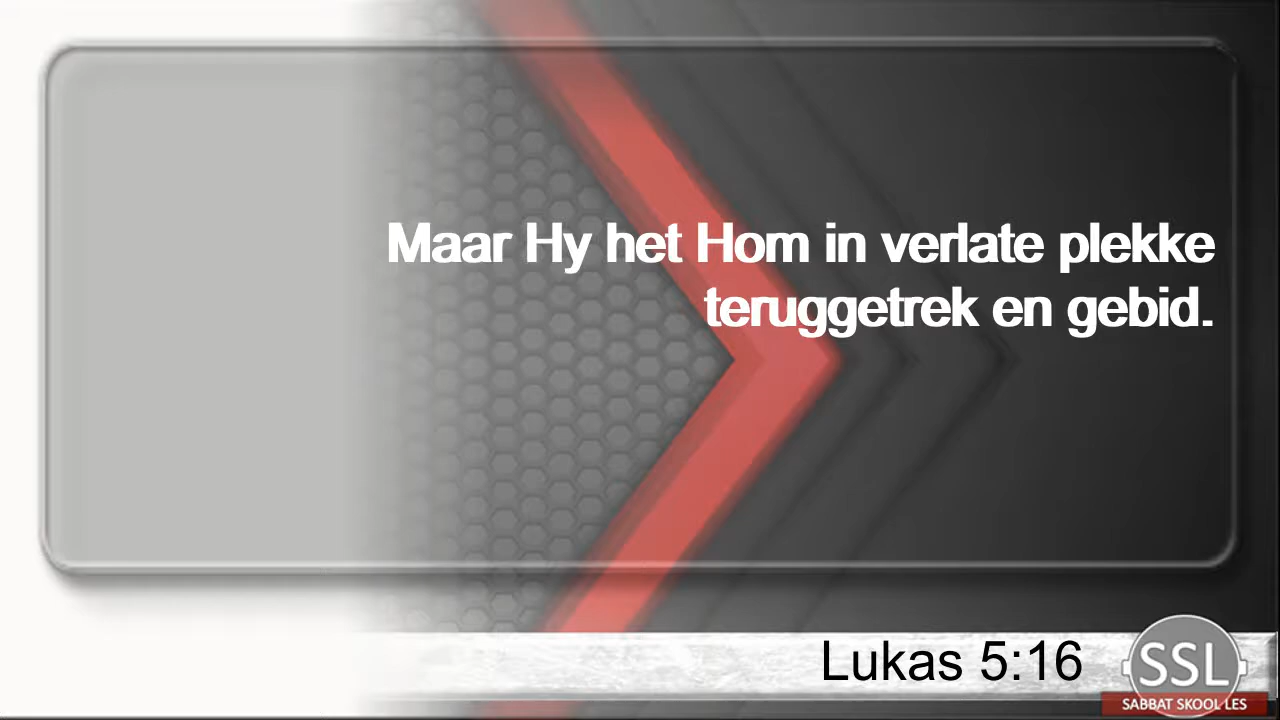 Maar Hy het Hom in verlate plekke
teruggetrek en gebid.
Lukas 5:16
SSL
SABBAT SKOOL LES